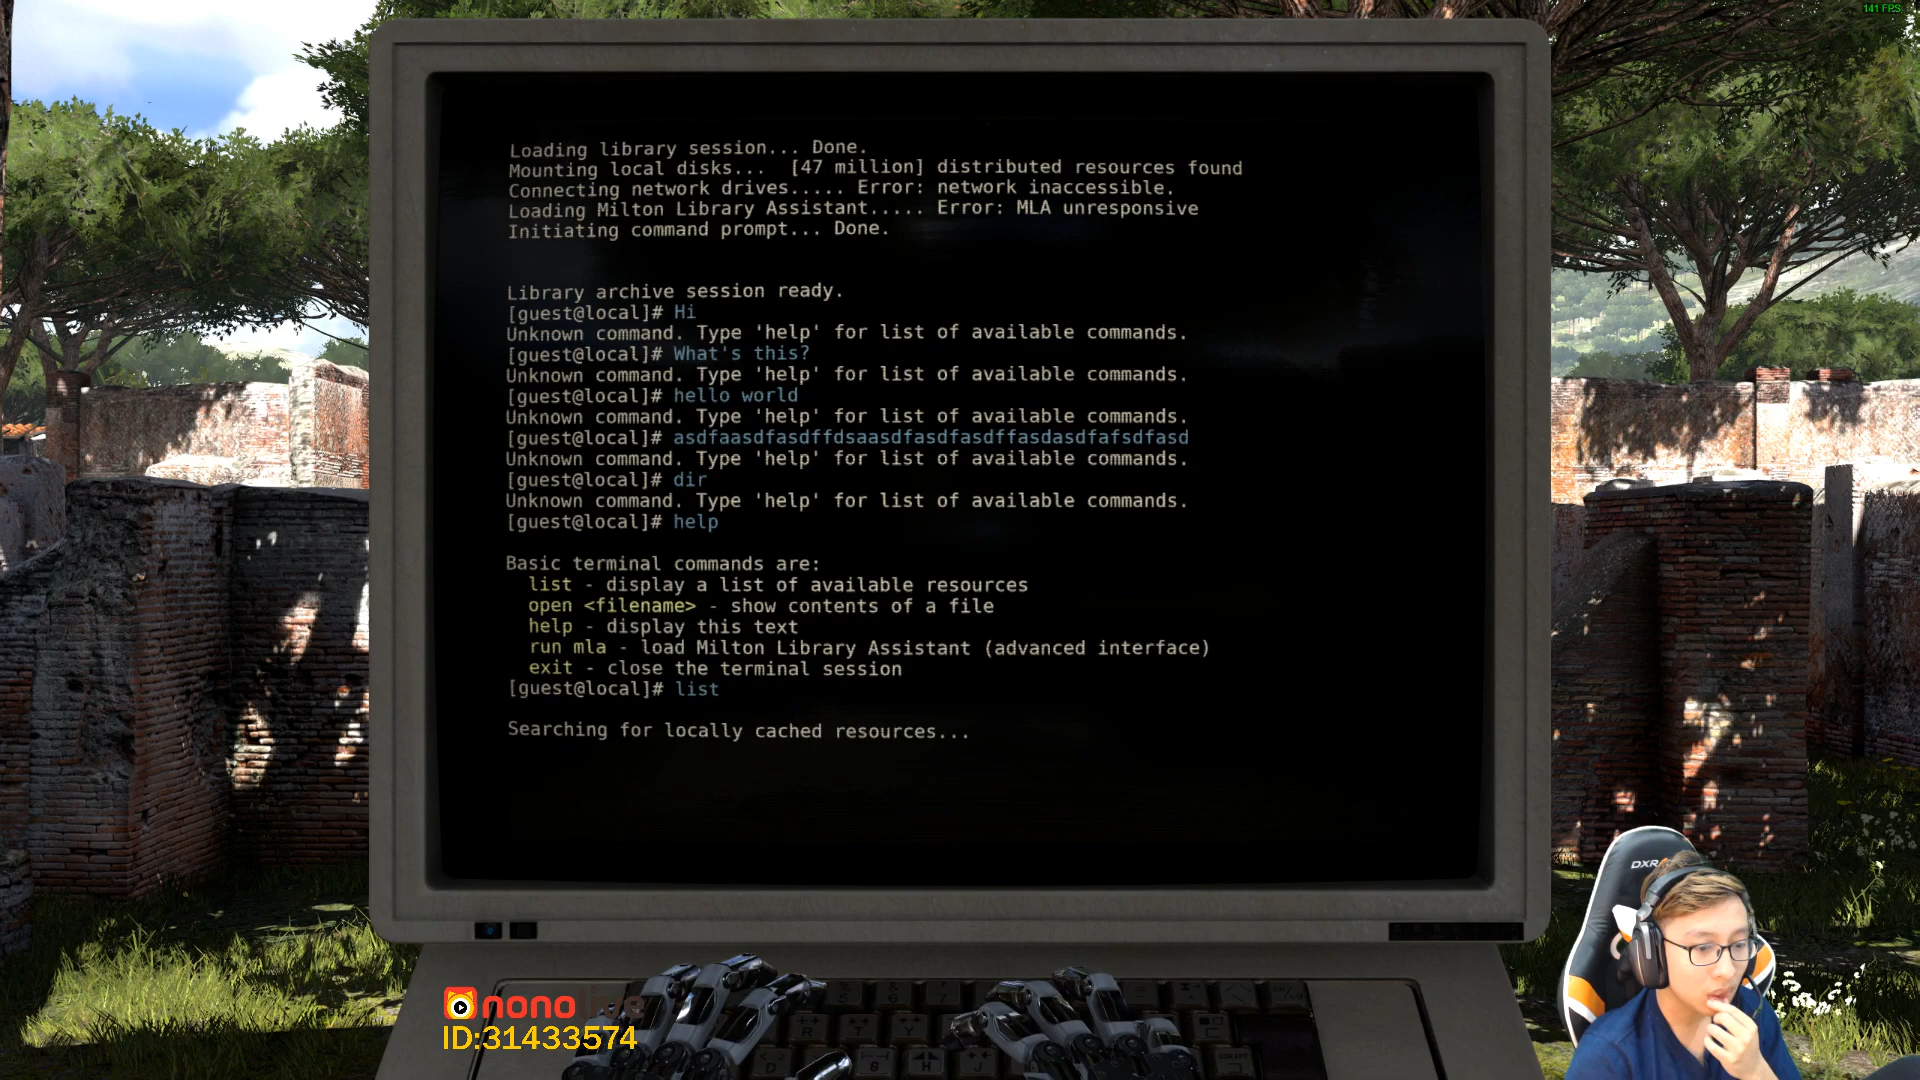 141 FPS
Loading library session... Done.
Mounting local disks...  [47 million] distributed resources found
Connecting network drives..... Error: network inaccessible.
Loading Milton Library Assistant..... Error: MLA unresponsive
Initiating command prompt... Done.
Library archive session ready.
[guest@local]# Hi
Unknown command. Type 'help' for list of available commands.
[guest@local]# What's this?
Unknown command. Type 'help' for list of available commands.
[guest@local]# hello world
Unknown command. Type 'help' for list of available commands.
[guest@local]# asdfaasdfasdffdsaasdfasdfasdffasdasdfafsdfasd
Unknown command. Type 'help' for list of available commands.
[guest@local]# dir
Unknown command. Type 'help' for list of available commands.
[guest@local]# help
Basic terminal commands are:
list - display a list of available resources
open <filename> - show contents of a file
help - display this text
run mla - load Milton Library Assistant (advanced interface)
exit - close the terminal session
[guest@local]# list
Searching for locally cached resources...
nonolive
ID:31433574